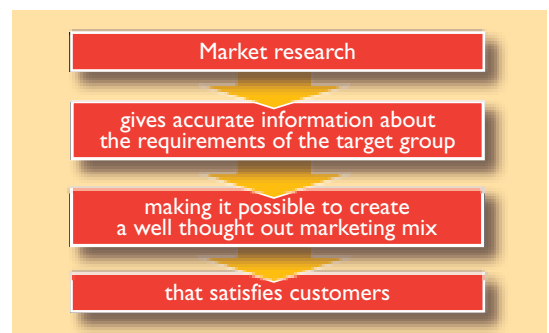 Market research
gives accurate information about
the requirements of the target group
making it possible to create
a well thought out marketing mix
that satisfies customers